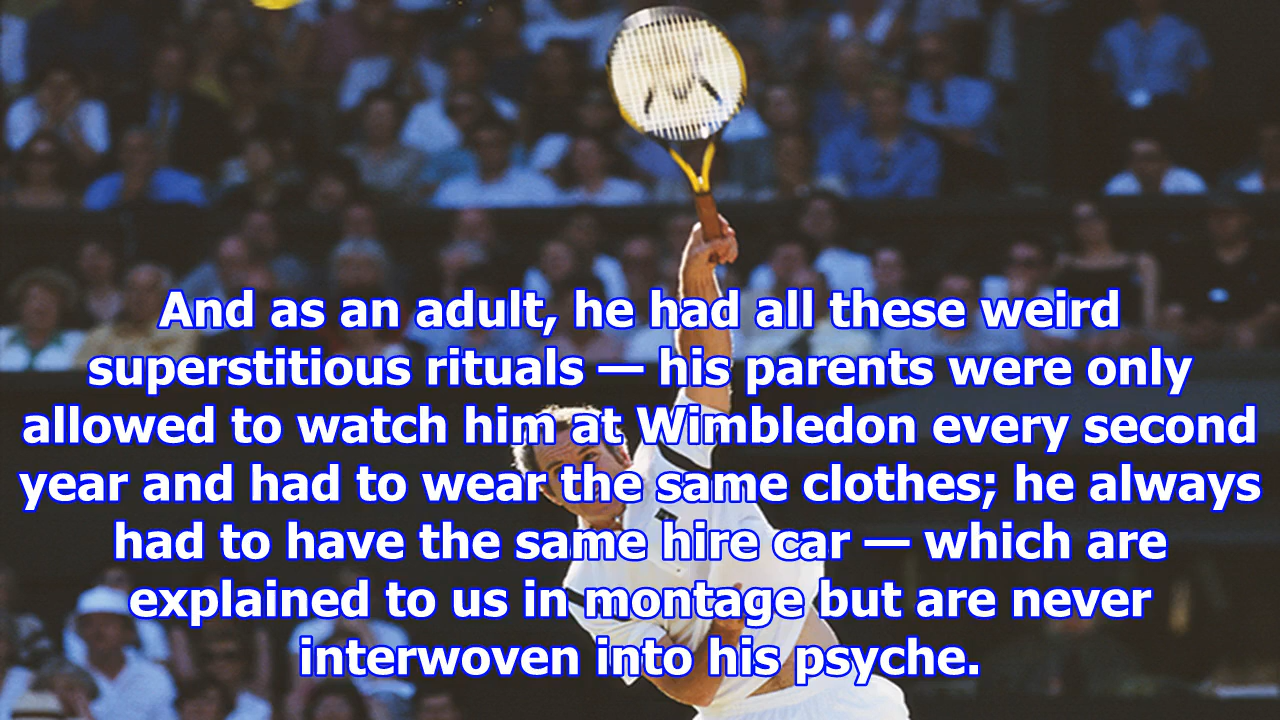 And as an adult, he had all these weird
superstitious rituals — his parents were only
allowed to watch him at Wimbledon every second
year and had to wear the same clothes; he always
had to have the same hire car — which are
explained to us in montage but are never
interwoven into his psyche.